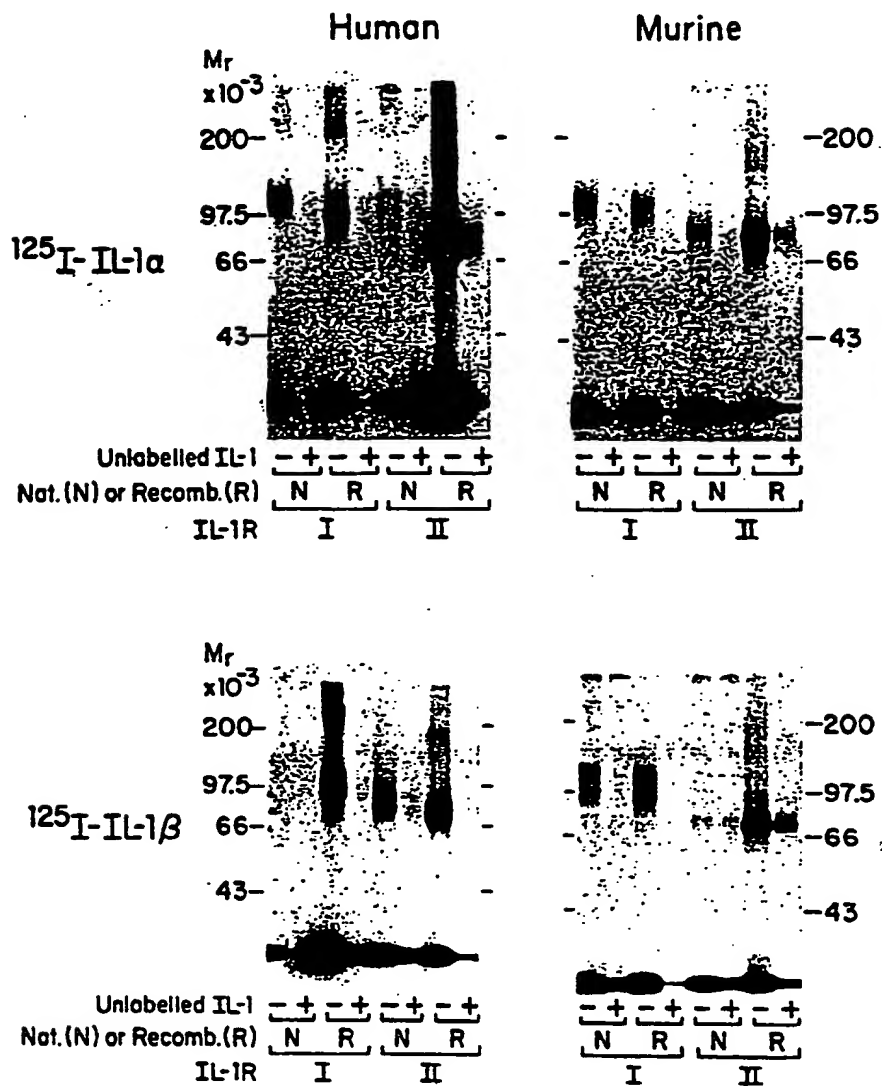 Human Murine
Mr
x10-3
200- -200
97.5- -97.5
125I-IL-1α
66- -66
43- -43
Unlabelled IL-1 - + - + - + - + - + - + - + - +
Nat.(N) or Recomb.(R) N R N R N R N R
IL-1R I II I II
Mr
x10-3
200- -200
97.5- -97.5
125I-IL-1β
66- -66
43- -43
Unlabelled IL-1 - + - + - + - + - + - + - + - +
Nat.(N) or Recomb.(R) N R N R N R N R
IL-1R I II I II